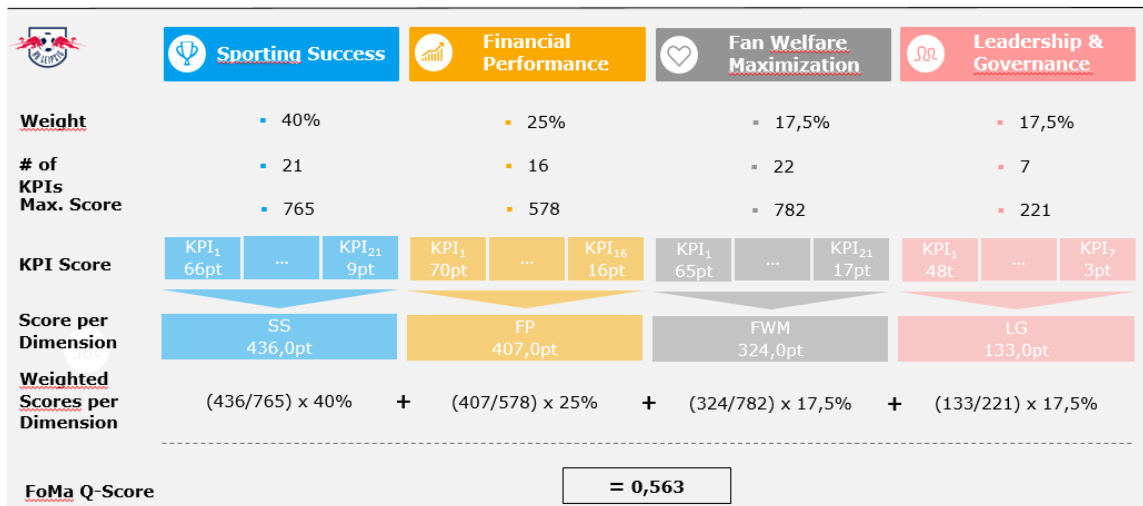 RB LEIPZIG
Sporting Success
Financial
Performance
Fan Welfare
Maximization
Leadership &
Governance
Weight
▪ 40%
▪ 25%
▪ 17,5%
▪ 17,5%
# of
KPIs
▪ 21
▪ 16
▪ 22
▪ 7
Max. Score
▪ 765
▪ 578
▪ 782
▪ 221
KPI Score
KPI₁
66pt
...
KPI₂₁
9pt
KPI₁
70pt
...
KPI₁₆
16pt
KPI₁
65pt
...
KPI₂₁
17pt
KPI₁
48t
...
KPI₇
3pt
Score per
Dimension
SS
436,0pt
FP
407,0pt
FWM
324,0pt
LG
133,0pt
Weighted
Scores per
Dimension
(436/765) x 40%
+
(407/578) x 25%
+
(324/782) x 17,5%
+
(133/221) x 17,5%
FoMa Q-Score
= 0,563